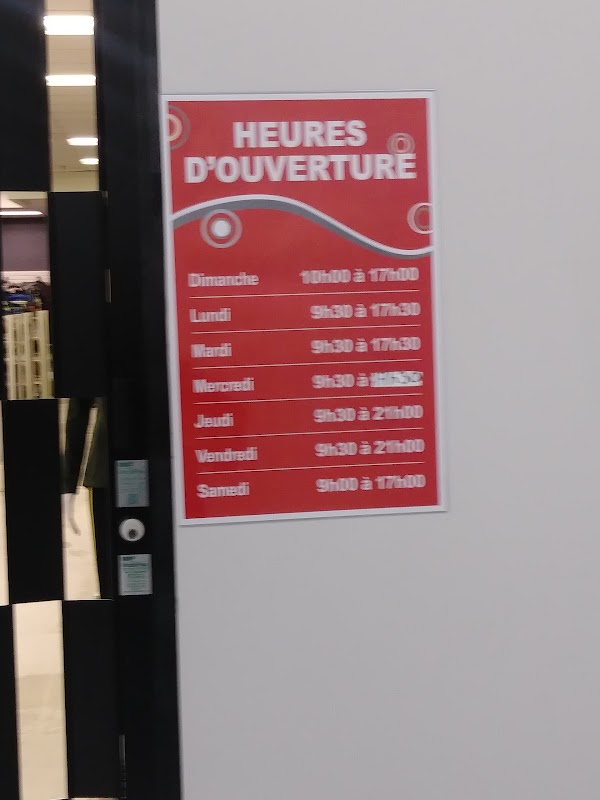 HEURES
D'OUVERTURE
Dimanche 10h00 à 17h00
Lundi 9h30 à 17h30
Mardi 9h30 à 17h30
Mercredi 9h30 à
Jeudi 9h30 à 21h00
Vendredi 9h30 à 21h00
Samedi 9h00 à 17h00